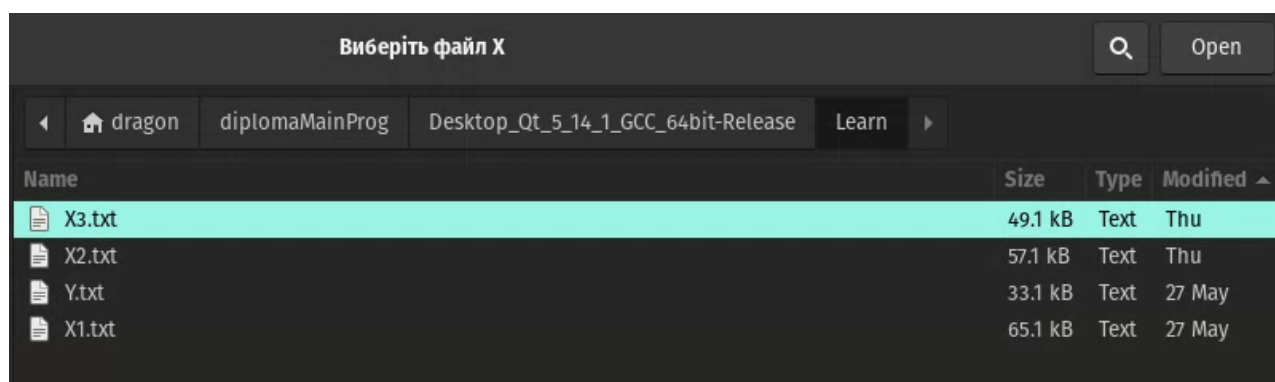 Виберіть файл X
Open
dragon diplomaMainProg Desktop_Qt_5_14_1_GCC_64bit-Release Learn
Name Size Type Modified
X3.txt 49.1 kB Text Thu
X2.txt 57.1 kB Text Thu
Y.txt 33.1 kB Text 27 May
X1.txt 65.1 kB Text 27 May